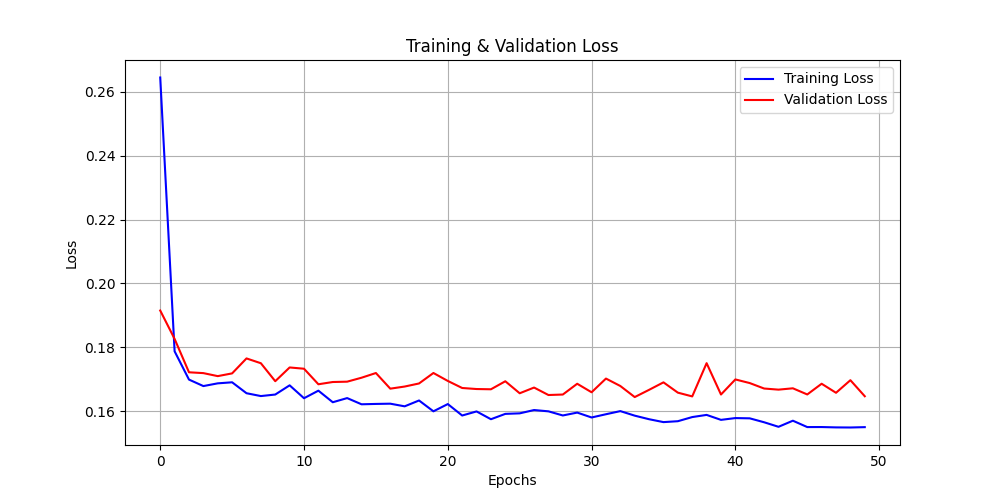 Training & Validation Loss
Training Loss
Validation Loss
0.26
0.24
0.22
0.20
0.18
0.16
Loss
0 10 20 30 40 50
Epochs